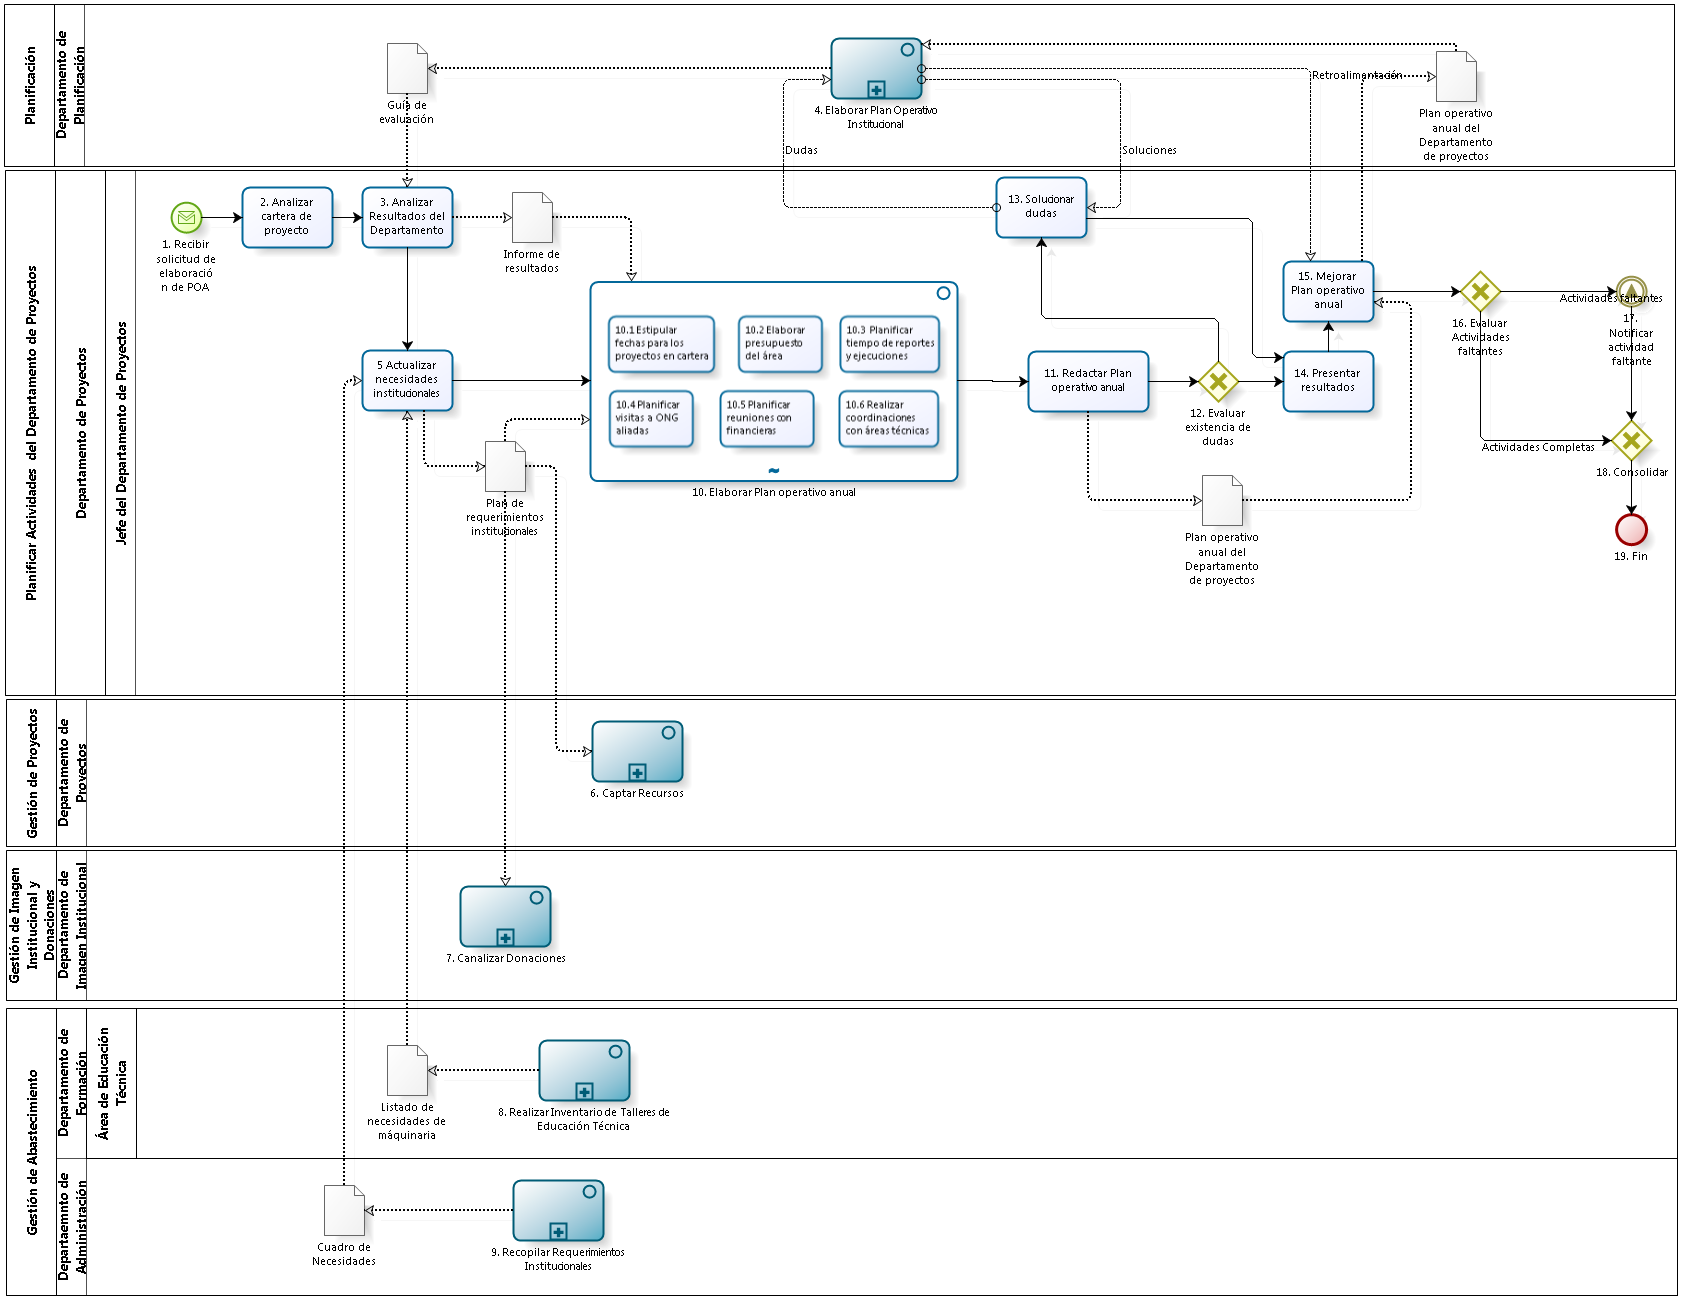 Planificación
Departamento de
Planificación
Guía de
evaluación
4. Elaborar Plan Operativo
Institucional
Retroalimentación
Plan operativo
anual del
Departamento
de proyectos
Dudas
Soluciones
Planificar Actividades del Departamento de Proyectos
Departamento de Proyectos
Jefe del Departamento de Proyectos
1. Recibir
solicitud de
elaboració
n de POA
2. Analizar
cartera de
proyecto
3. Analizar
Resultados del
Departamento
Informe de
resultados
13. Solucionar
dudas
15. Mejorar
Plan operativo
anual
16. Evaluar
Actividades
faltantes
Actividades faltantes
17.
Notificar
actividad
faltante
5 Actualizar
necesidades
institucionales
10.1 Estipular
fechas para los
proyectos en cartera
10.2 Elaborar
presupuesto
del área
10.3 Planificar
tiempo de reportes
y ejecuciones
10.4 Planificar
visitas a ONG
aliadas
10.5 Planificar
reuniones con
financieras
10.6 Realizar
coordinaciones
con áreas técnicas
10. Elaborar Plan operativo anual
11. Redactar Plan
operativo anual
12. Evaluar
existencia de
dudas
14. Presentar
resultados
Actividades Completas
18. Consolidar
19. Fin
Plan de
requerimientos
institucionales
Plan operativo
anual del
Departamento
de proyectos
Gestión de Proyectos
Departamento de
Proyectos
6. Captar Recursos
Gestión de Imagen
Institucional y
Donaciones
Departamento de
Imagen Institucional
7. Canalizar Donaciones
Gestión de Abastecimiento
Departamento de
Formación
Área de Educación
Técnica
Listado de
necesidades de
máquinaria
8. Realizar Inventario de Talleres de
Educación Técnica
Departaemnto de
Administración
Cuadro de
Necesidades
9. Recopilar Requerimientos
Institucionales